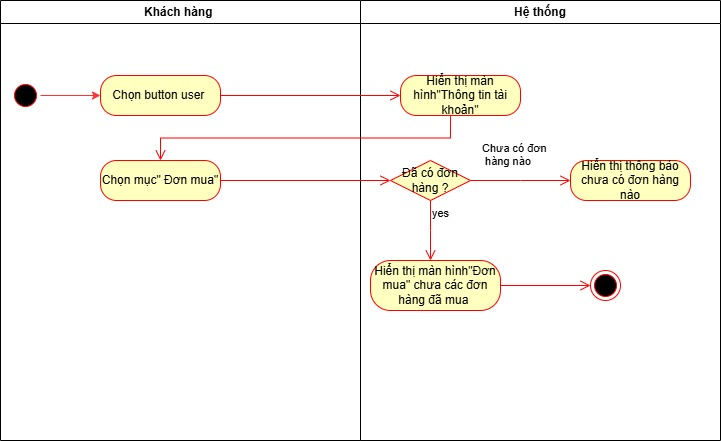 Khách hàng
Hệ thống
Chọn button user
Hiển thị màn
hình"Thông tin tài
khoản"
Chọn mục" Đơn mua"
Đã có đơn
hàng ?
Chưa có đơn
hàng nào
Hiển thị thông báo
chưa có đơn hàng
nào
yes
Hiển thị màn hình"Đơn
mua" chưa các đơn
hàng đã mua